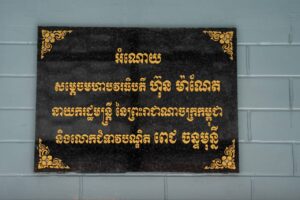 អំណោយ
សម្តេចមហាបវរធិបតី ហ៊ុន ម៉ាណែត
នាយករដ្ឋមន្ត្រី នៃព្រះរាជាណាចក្រកម្ពុជា
និងលោកជំទាវបណ្ឌិត ពេជ ចន្ទមុន្នី